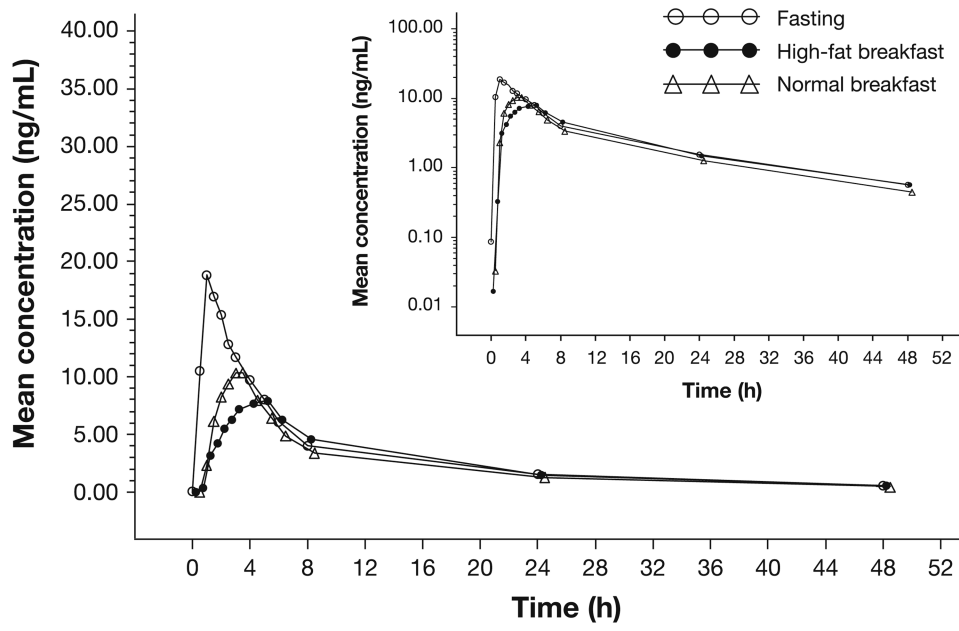 Fasting
High-fat breakfast
Normal breakfast
Mean concentration (ng/mL)
100.00
10.00
1.00
0.10
0.01
0 4 8 12 16 20 24 28 32 36 40 44 48 52
Time (h)
Mean concentration (ng/mL)
40.00
35.00
30.00
25.00
20.00
15.00
10.00
5.00
0.00
0 4 8 12 16 20 24 28 32 36 40 44 48 52
Time (h)